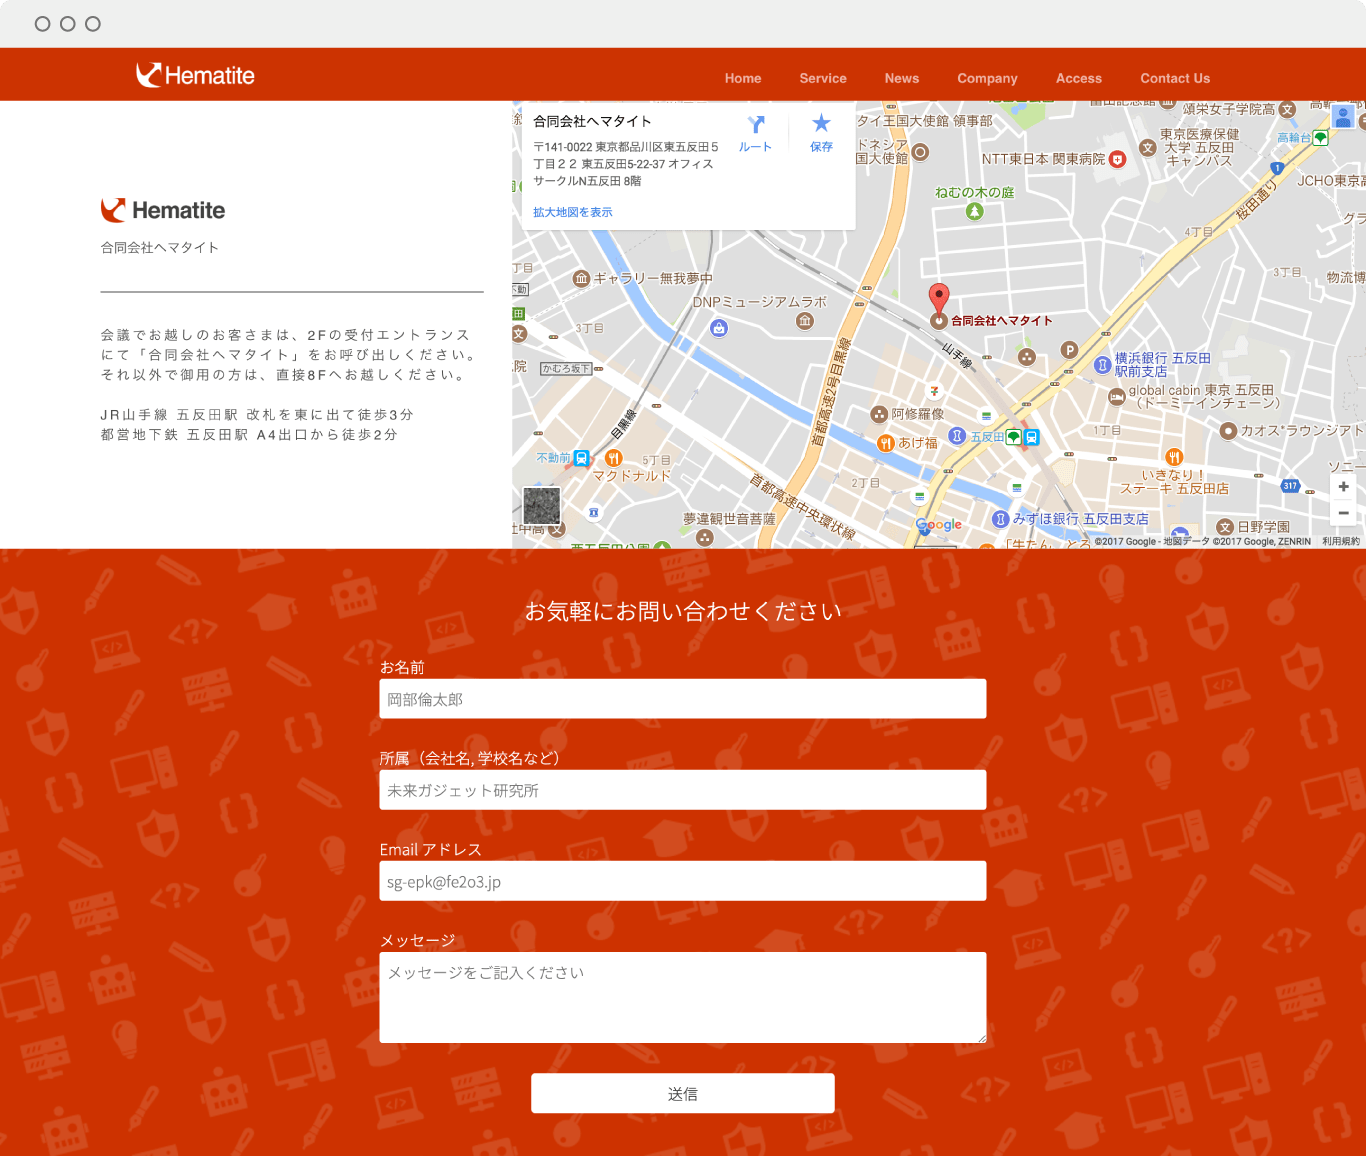 Hematite
Home
Service
News
Company
Access
Contact Us
Hematite
合同会社ヘマタイト
会議でお越しのお客さまは、2Fの受付エントランス
にて「合同会社ヘマタイト」をお呼び出しください。
それ以外で御用の方は、直接8Fへお越しください。
JR山手線 五反田駅 改札を東に出て徒歩3分
都営地下鉄 五反田駅 A4出口から徒歩2分
合同会社ヘマタイト
〒141-0022 東京都品川区東五反田５
丁目２２ 東五反田5-22-37 オフィス
サークルN五反田 8階
拡大地図を表示
ルート
保存
タイ王国大使館 領事部
ドネシア
国大使館
NTT東日本 関東病院
頌栄女子学院高
東京医療保健
大学 五反田
キャンパス
高輪台
1
JCHO東京高
桜田通り
グラ
ねむの木の庭
4丁目
3丁目
物流博
丁目
ギャラリー無我夢中
DNPミュージアムラボ
3丁目
かむろ坂下
合同会社ヘマタイト
山手線
首都高速2号目黒線
目黒線
P
横浜銀行 五反田
駅前支店
global cabin 東京 五反田
（ドーミーインチェーン）
カオス*ラウンジアト
阿修羅像
あげ福
五反田
1丁目
いきなり！
ステーキ 五反田店
ソニー
317
不動前
5丁目
マクドナルド
2丁目
首都高速中央環状線
夢違観世音菩薩
西五反田公園
Google
みずほ銀行 五反田支店
日野学園
「牛たん とろ
©2017 Google - 地図データ ©2017 Google, ZENRIN
利用規約
お気軽にお問い合わせください
お名前
岡部倫太郎
所属（会社名, 学校名など）
未来ガジェット研究所
Email アドレス
sg-epk@fe2o3.jp
メッセージ
メッセージをご記入ください
送信